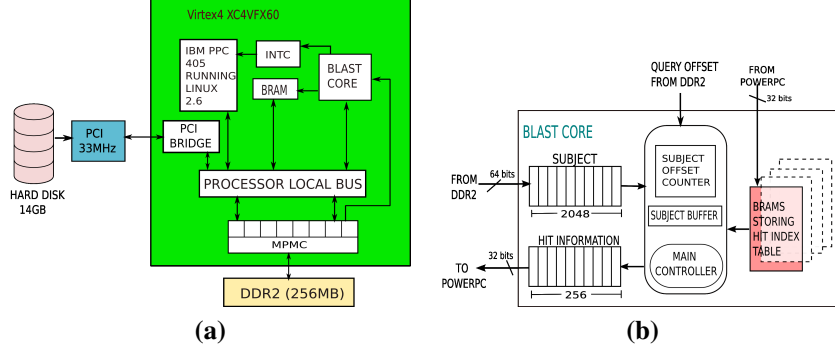 Virtex4 XC4VFX60
IBM PPC
405
RUNNING
LINUX
2.6
INTC
BLAST
CORE
BRAM
PCI
33MHz
PCI
BRIDGE
HARD DISK
14GB
PROCESSOR LOCAL BUS
MPMC
DDR2 (256MB)
(a)
QUERY OFFSET
FROM DDR2
FROM
POWERPC
32 bits
BLAST CORE
FROM
DDR2
64 bits
SUBJECT
2048
SUBJECT
OFFSET
COUNTER
SUBJECT BUFFER
MAIN
CONTROLLER
BRAMS
STORING
HIT INDEX
TABLE
HIT INFORMATION
32 bits
TO
POWERPC
256
(b)